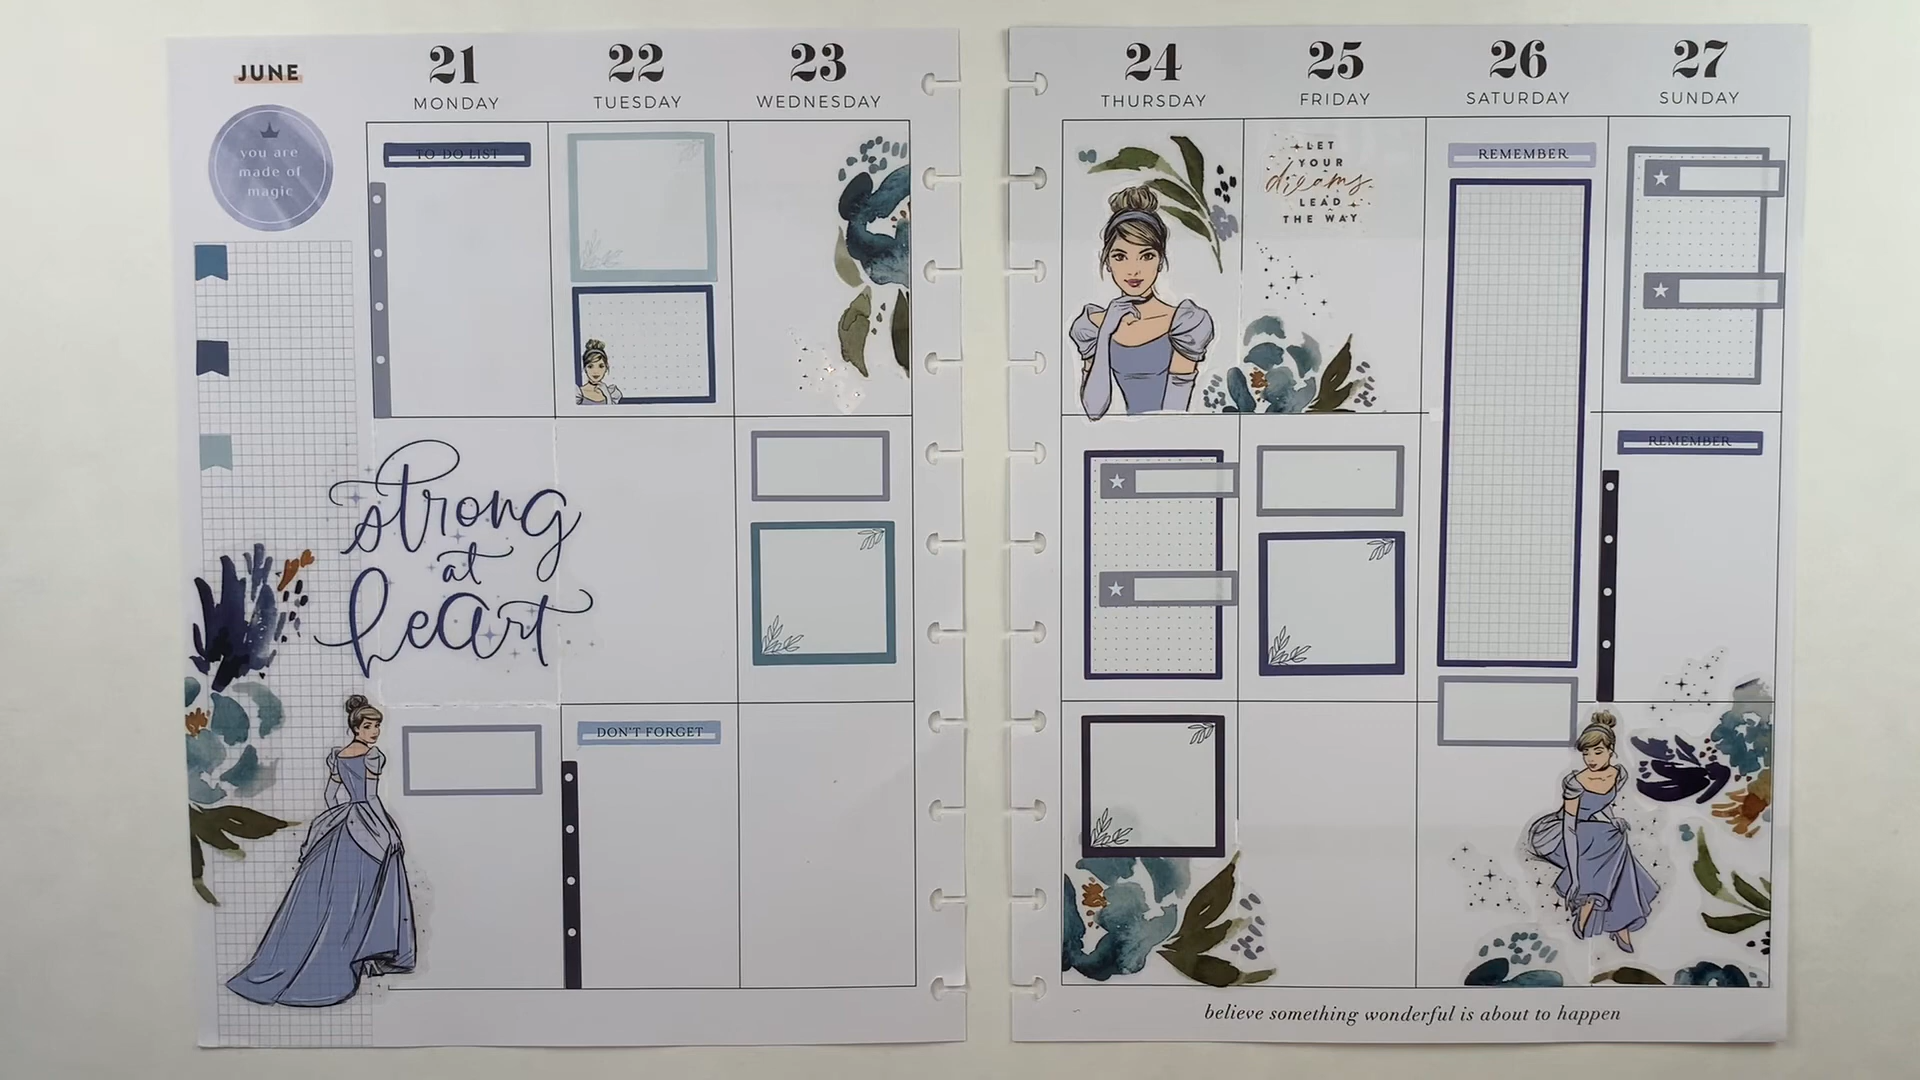 JUNE
you are
made of
magic
21
MONDAY
22
TUESDAY
23
WEDNESDAY
TO-DO LIST
strong
at
heart
DON'T FORGET
24
THURSDAY
25
FRIDAY
26
SATURDAY
27
SUNDAY
LET
YOUR
dreams
LEAD
THE WAY
REMEMBER
REMEMBER
believe something wonderful is about to happen